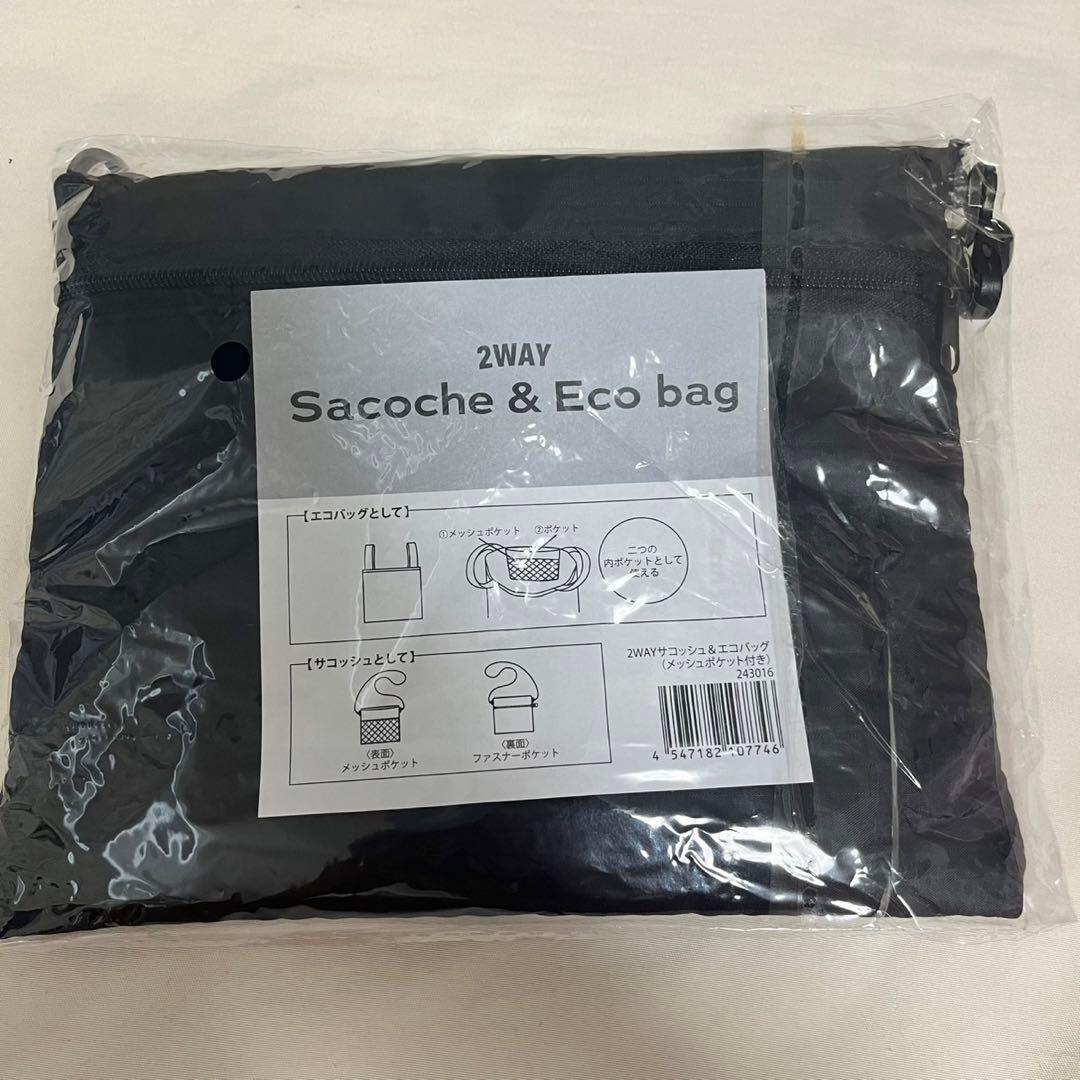 2WAY
Sacoche & Eco bag
【エコバッグとして】
①メッシュポケット ②ポケット
二つの
内ポケットとして
使える
【サコッシュとして】
〈表面〉
メッシュポケット
〈裏面〉
ファスナーポケット
2WAYサコッシュ&エコバッグ
（メッシュポケット付き）
243016
4 547182 107746